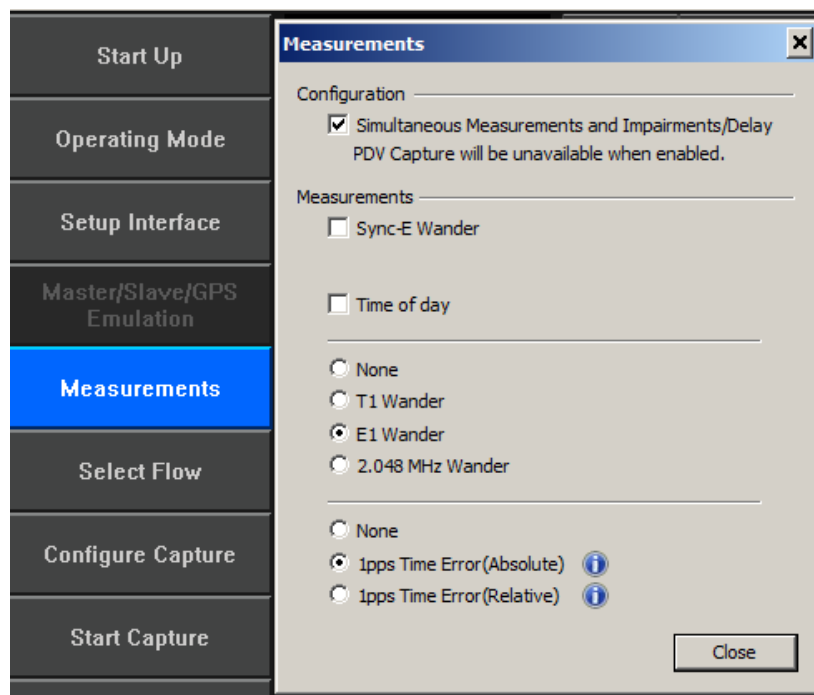 Start Up
Operating Mode
Setup Interface
Master/Slave/GPS
Emulation
Measurements
Select Flow
Configure Capture
Start Capture
Measurements
Configuration
Simultaneous Measurements and Impairments/Delay
PDV Capture will be unavailable when enabled.
Measurements
Sync-E Wander
Time of day
None
T1 Wander
E1 Wander
2.048 MHz Wander
None
1pps Time Error(Absolute)
1pps Time Error(Relative)
Close